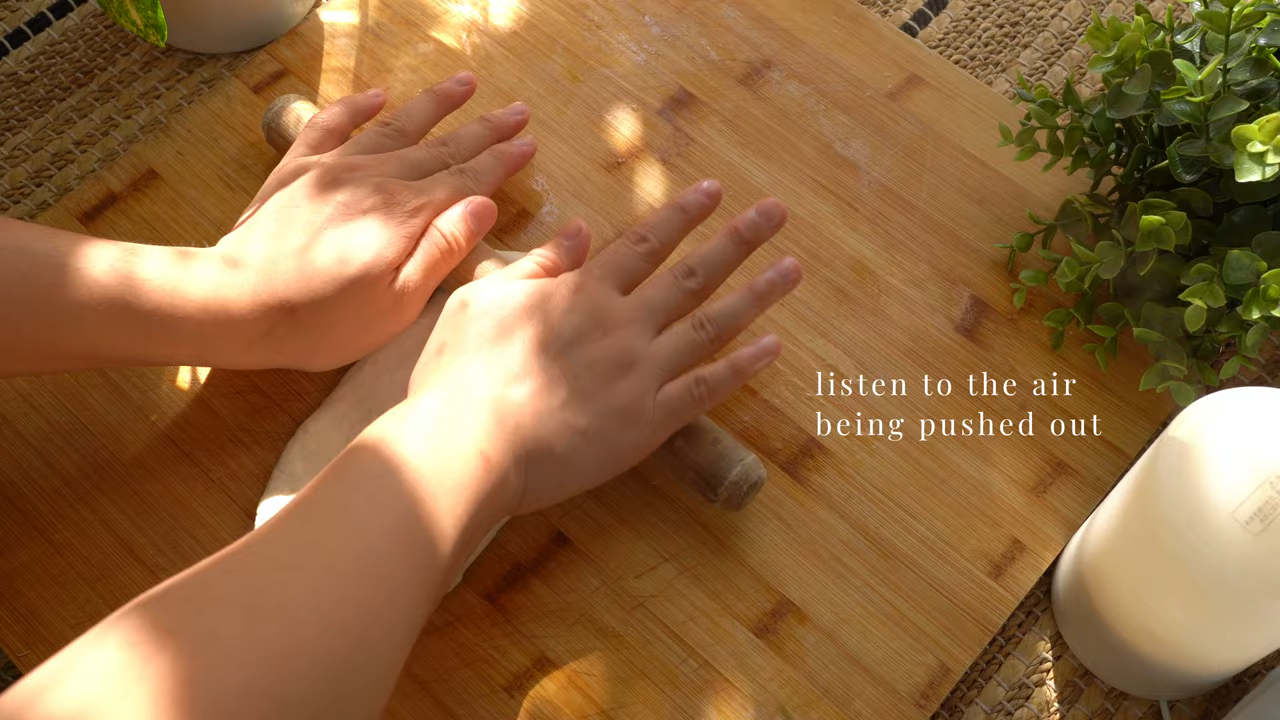 listen to the air
being pushed out